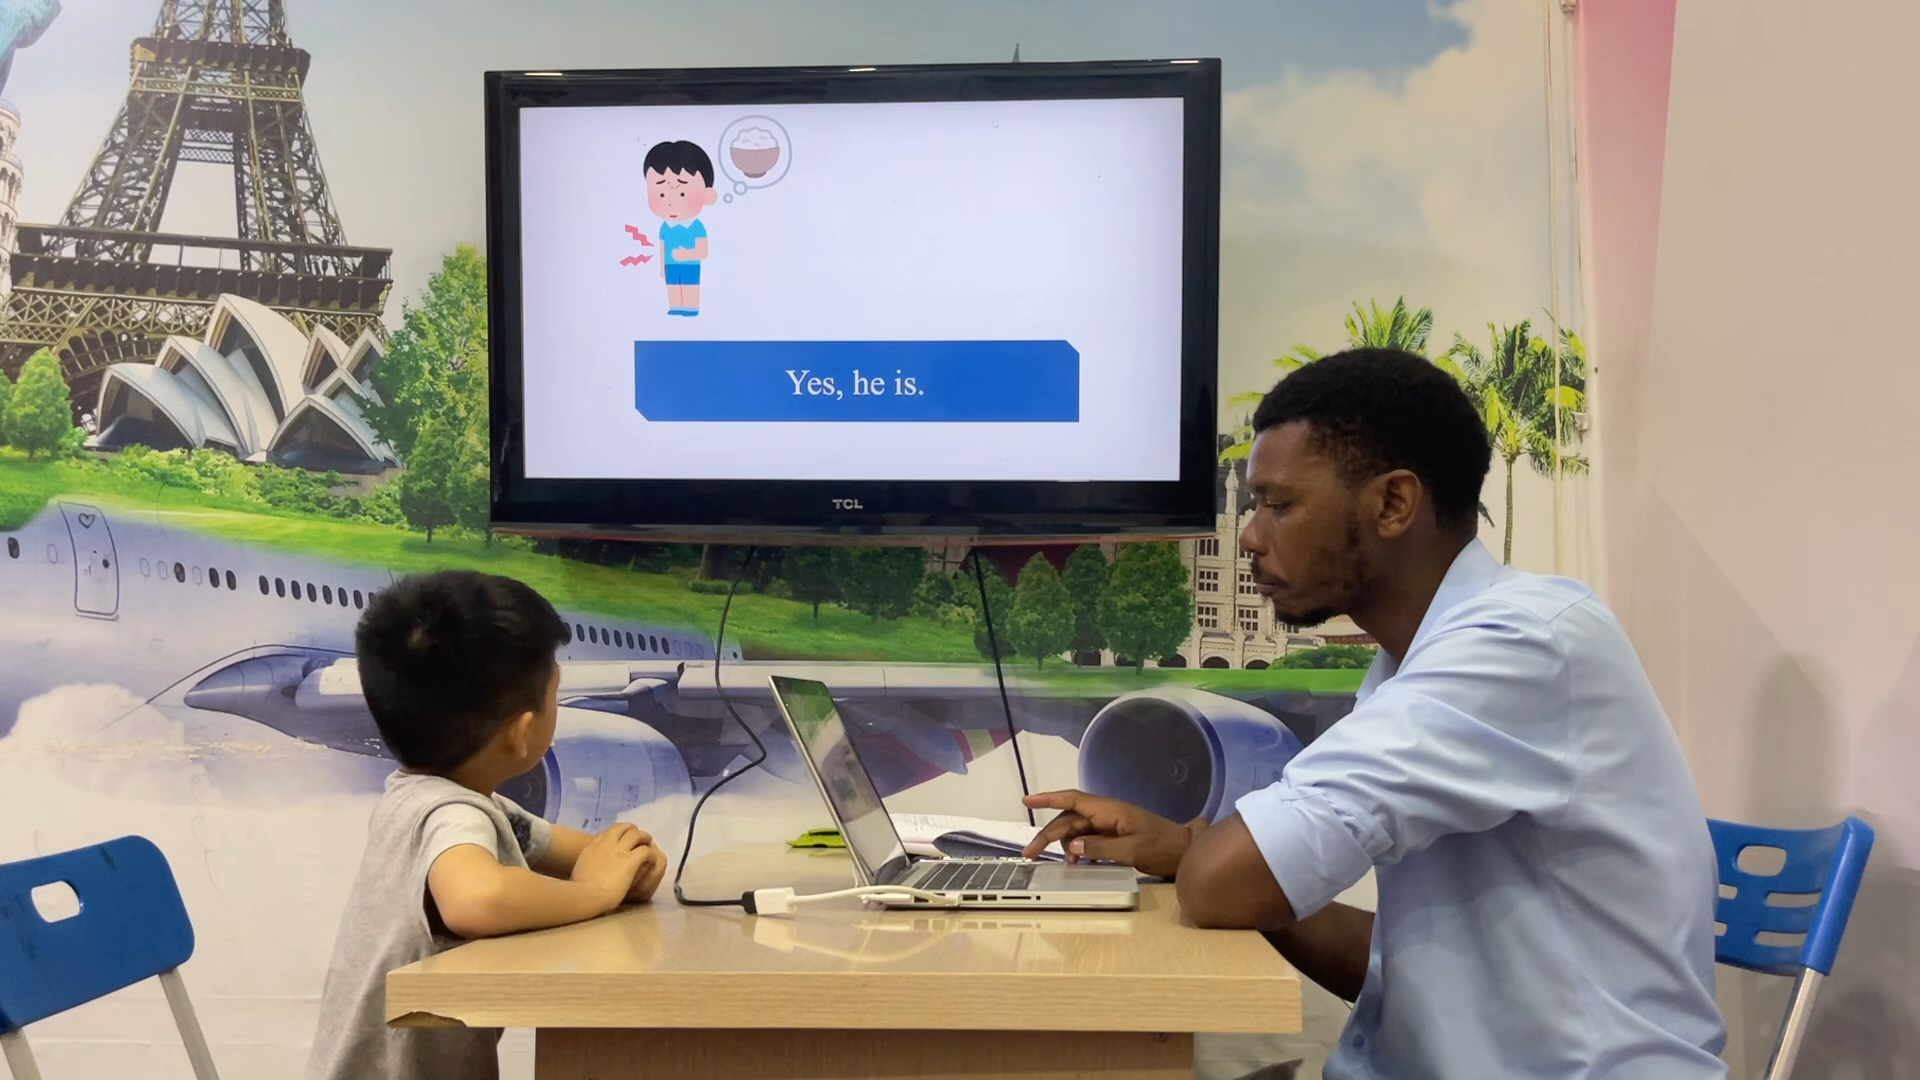 Yes, he is.
TCL